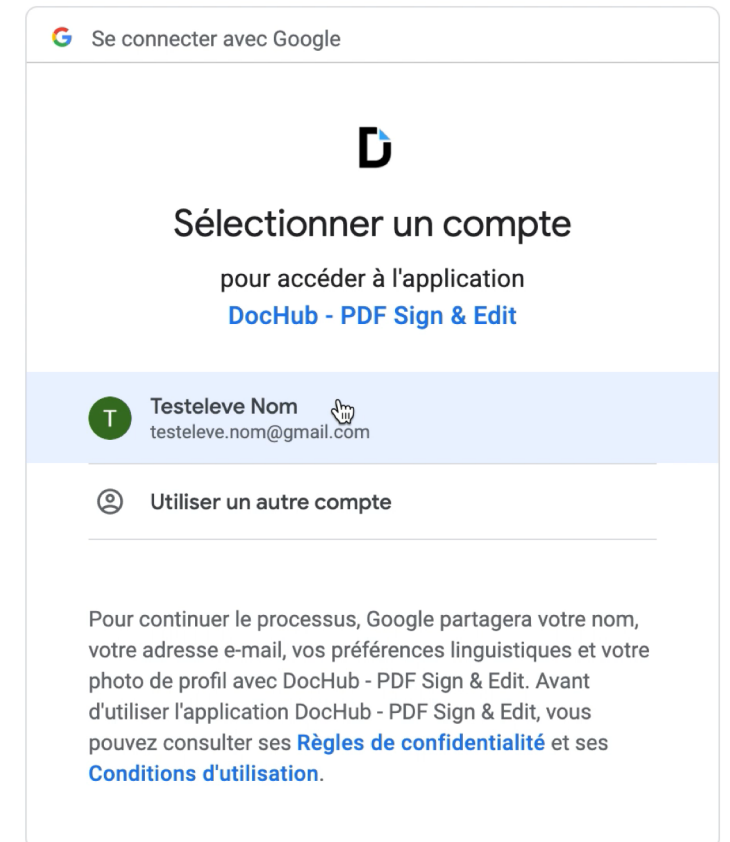 Se connecter avec Google
Sélectionner un compte
pour accéder à l'application
DocHub - PDF Sign & Edit
T
Testeleve Nom
testeleve.nom@gmail.com
Utiliser un autre compte
Pour continuer le processus, Google partagera votre nom,
votre adresse e-mail, vos préférences linguistiques et votre
photo de profil avec DocHub - PDF Sign & Edit. Avant
d'utiliser l'application DocHub - PDF Sign & Edit, vous
pouvez consulter ses Règles de confidentialité et ses
Conditions d'utilisation.